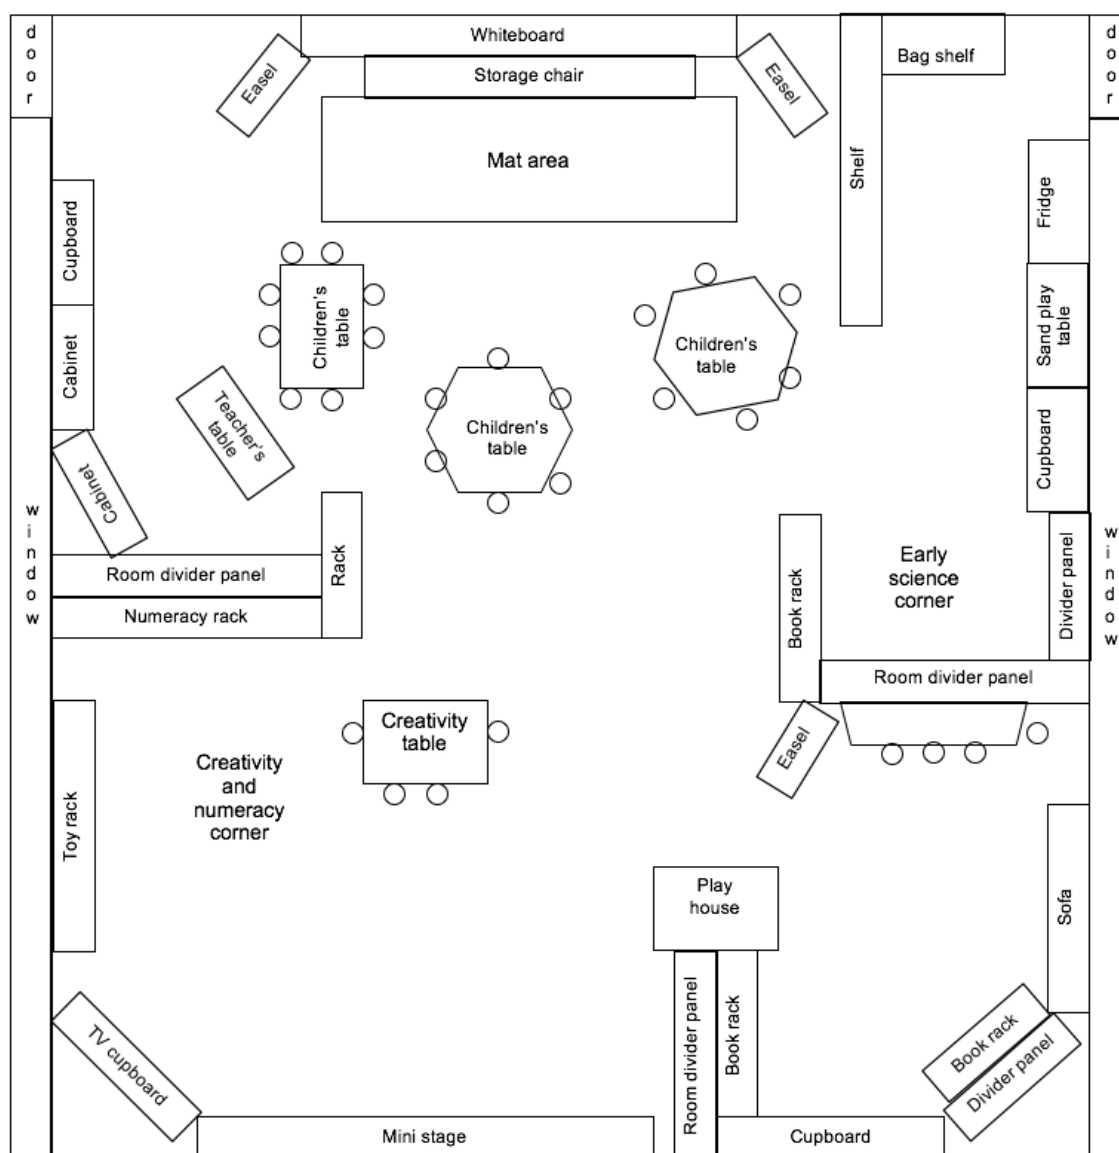 door
Whiteboard
door
Easel
Storage chair
Easel
Bag shelf
Mat area
Shelf
Fridge
Cupboard
Children's
table
Children's
table
Sand play
table
Cabinet
Teacher's
table
Children's
table
Cupboard
Cabinet
window
Rack
Room divider panel
Numeracy rack
Book rack
Early
science
corner
Divider panel
window
Room divider panel
Creativity
table
Easel
Creativity
and
numeracy
corner
Toy rack
Play
house
Sofa
TV cupboard
Room divider panel
Book rack
Book rack
Divider panel
Mini stage
Cupboard